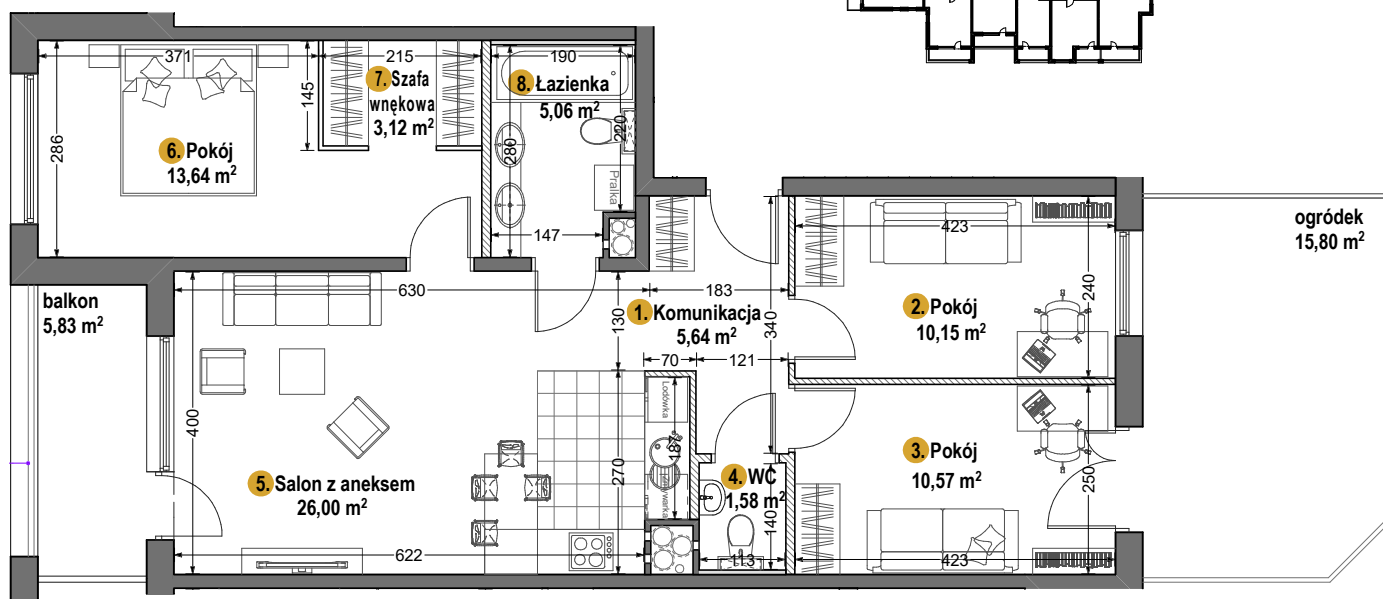 371
215
190
7. Szafa
wnękowa
3,12 m²
8. Łazienka
5,06 m²
145
286
220
280
6. Pokój
13,64 m²
Pralka
147
423
ogródek
15,80 m²
balkon
5,83 m²
630
183
1. Komunikacja
5,64 m²
130
340
2. Pokój
10,15 m²
240
70
121
Lodówka
187
400
270
3. Pokój
10,57 m²
250
5. Salon z aneksem
26,00 m²
4. WC
1,58 m²
140
622
113
423